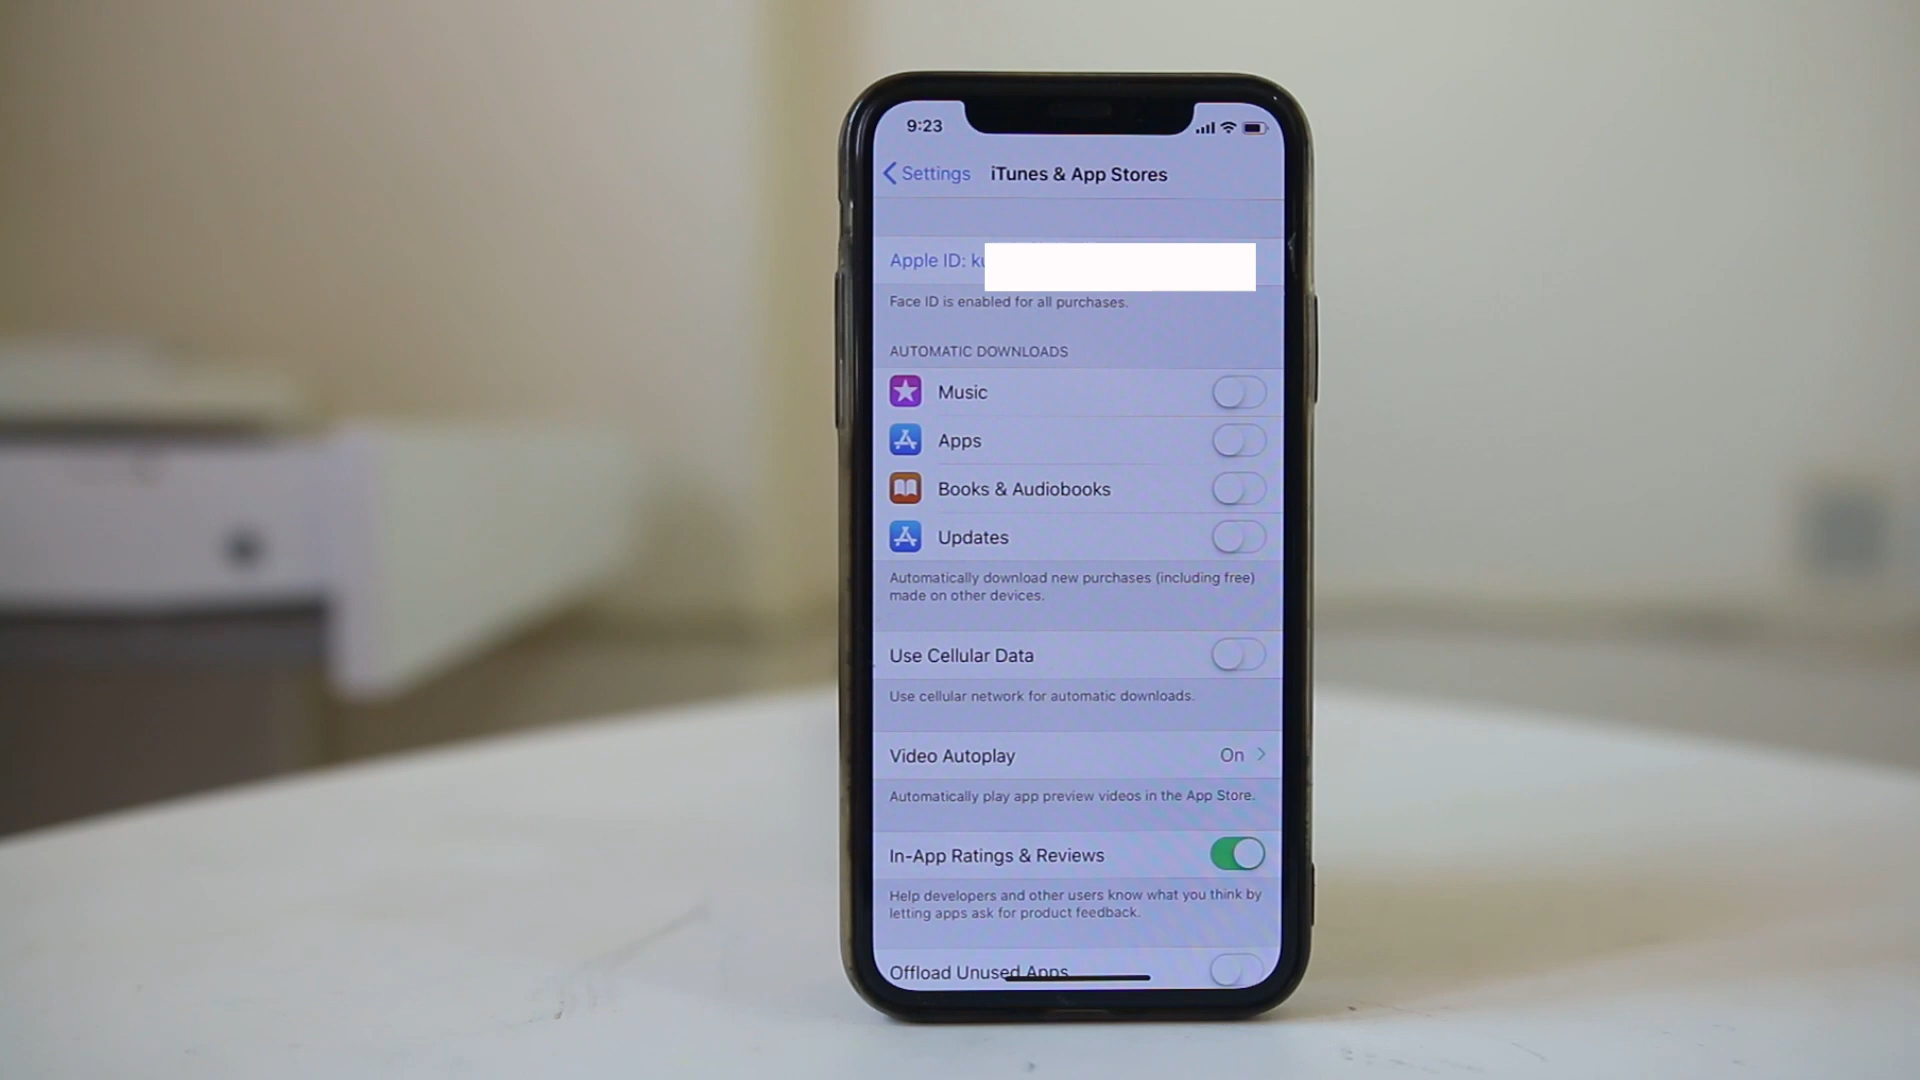 9:23
Settings
iTunes & App Stores
Apple ID: ku
Face ID is enabled for all purchases.
AUTOMATIC DOWNLOADS
Music
Apps
Books & Audiobooks
Updates
Automatically download new purchases (including free)
made on other devices.
Use Cellular Data
Use cellular network for automatic downloads.
Video Autoplay On
Automatically play app preview videos in the App Store.
In-App Ratings & Reviews
Help developers and other users know what you think by
letting apps ask for product feedback.
Offload Unused Apps